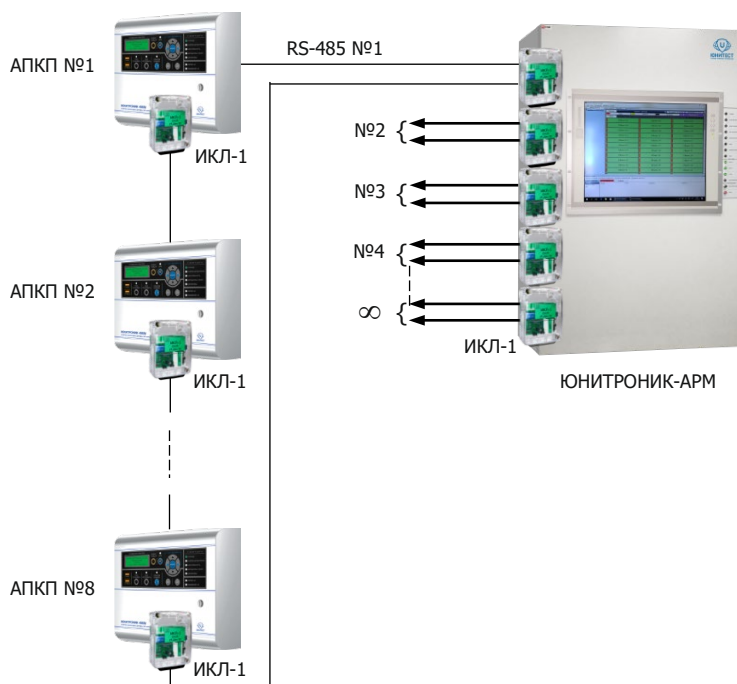 АПКП №1
RS-485 №1
U
ЮНИТЕСТ
ИКЛ-1
№2 {
№3 {
№4 {
АПКП №2
∞ {
ИКЛ-1
ИКЛ-1
ЮНИТРОНИК-АРМ
АПКП №8
ИКЛ-1